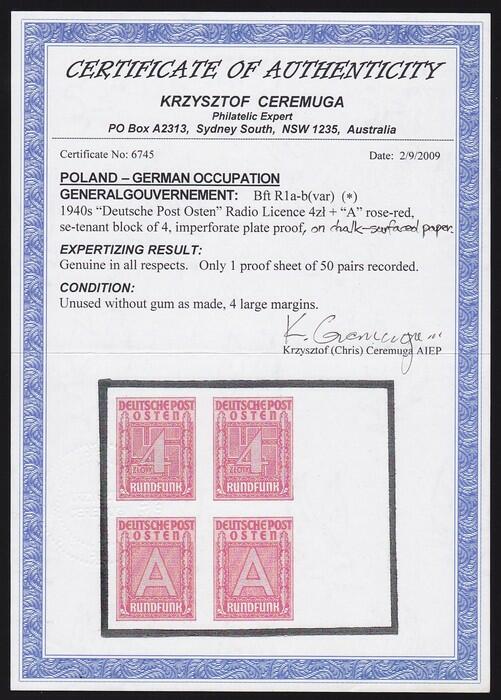 CERTIFICATE OF AUTHENTICITY
KRZYSZTOF CEREMUGA
Philatelic Expert
PO Box A2313, Sydney South, NSW 1235, Australia
Certificate No: 6745 Date: 2/9/2009
POLAND – GERMAN OCCUPATION
GENERALGOUVERNEMENT: Bft R1a-b(var) (*)
1940s “Deutsche Post Osten” Radio Licence 4zł + “A” rose-red,
se-tenant block of 4, imperforate plate proof, on chalk-surfaced paper.
EXPERTIZING RESULT:
Genuine in all respects. Only 1 proof sheet of 50 pairs recorded.
CONDITION:
Unused without gum as made, 4 large margins.
K. Ceremuga
Krzysztof (Chris) Ceremuga AIEP
DEUTSCHE POST DEUTSCHE POST
OSTEN OSTEN
4 4
ZŁOTY ZŁOTY
RUNDFUNK RUNDFUNK
DEUTSCHE POST DEUTSCHE POST
OSTEN OSTEN
A A
RUNDFUNK RUNDFUNK